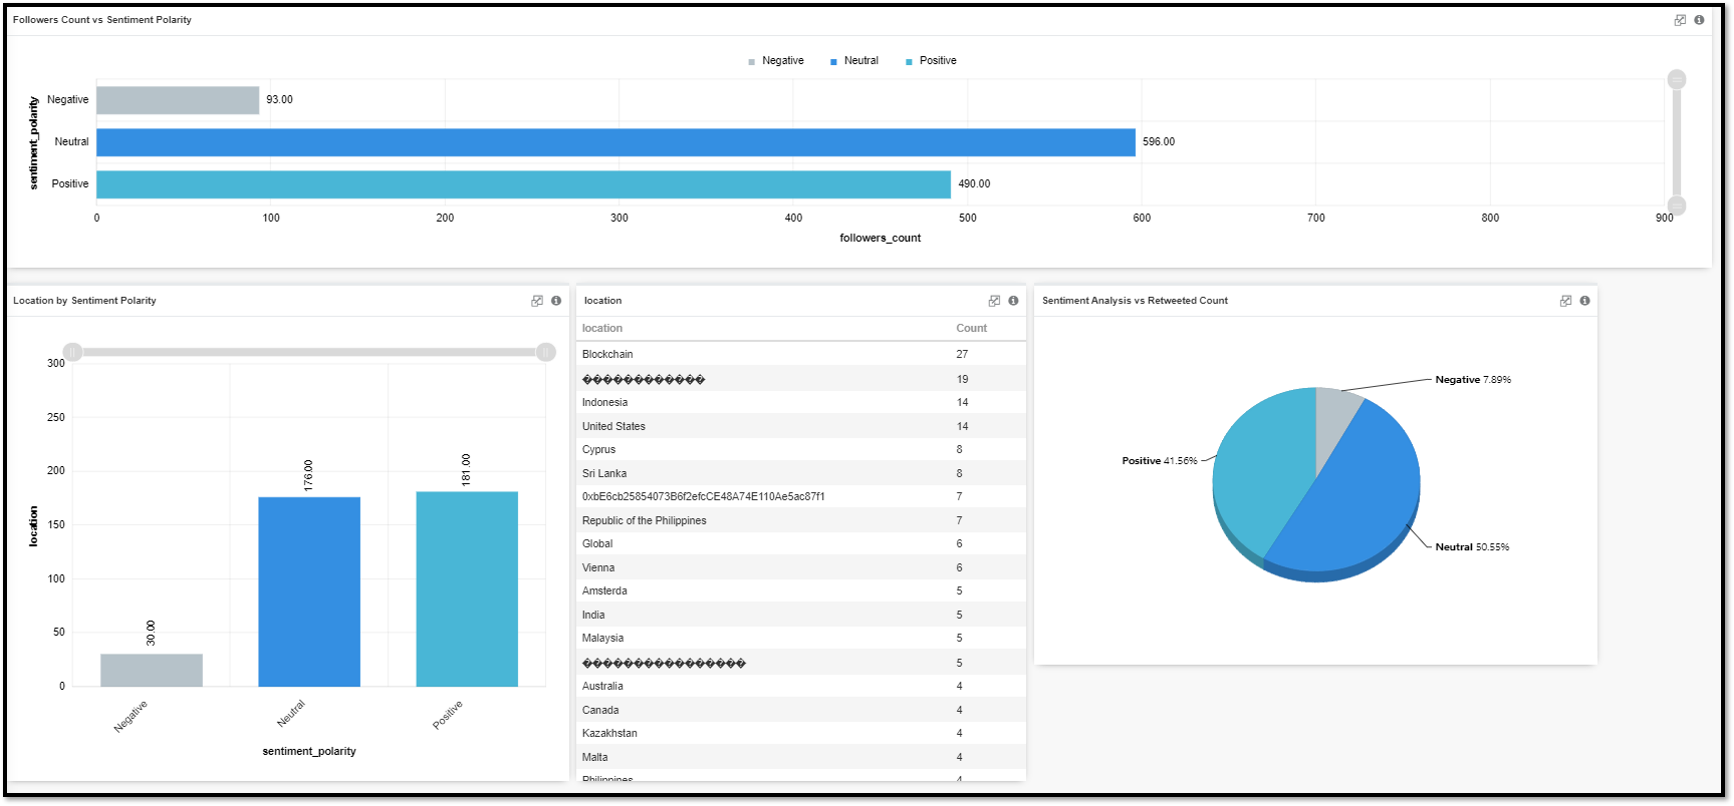 Followers Count vs Sentiment Polarity
Negative Neutral Positive
sentiment_polarity
Negative 93.00
Neutral 596.00
Positive 490.00
0 100 200 300 400 500 600 700 800 900
followers_count
Location by Sentiment Polarity
300
250
200
150
100
50
0
location
30.00
176.00
181.00
Negative
Neutral
Positive
sentiment_polarity
location
location Count
Blockchain 27
�������������� 19
Indonesia 14
United States 14
Cyprus 8
Sri Lanka 8
0xbE6cb25854073B6f2efcCE48A74E110Ae5ac87f1 7
Republic of the Philippines 7
Global 6
Vienna 6
Amsterda 5
India 5
Malaysia 5
������������������� 5
Australia 4
Canada 4
Kazakhstan 4
Malta 4
Philippines 4
Sentiment Analysis vs Retweeted Count
Negative 7.89%
Positive 41.56%
Neutral 50.55%